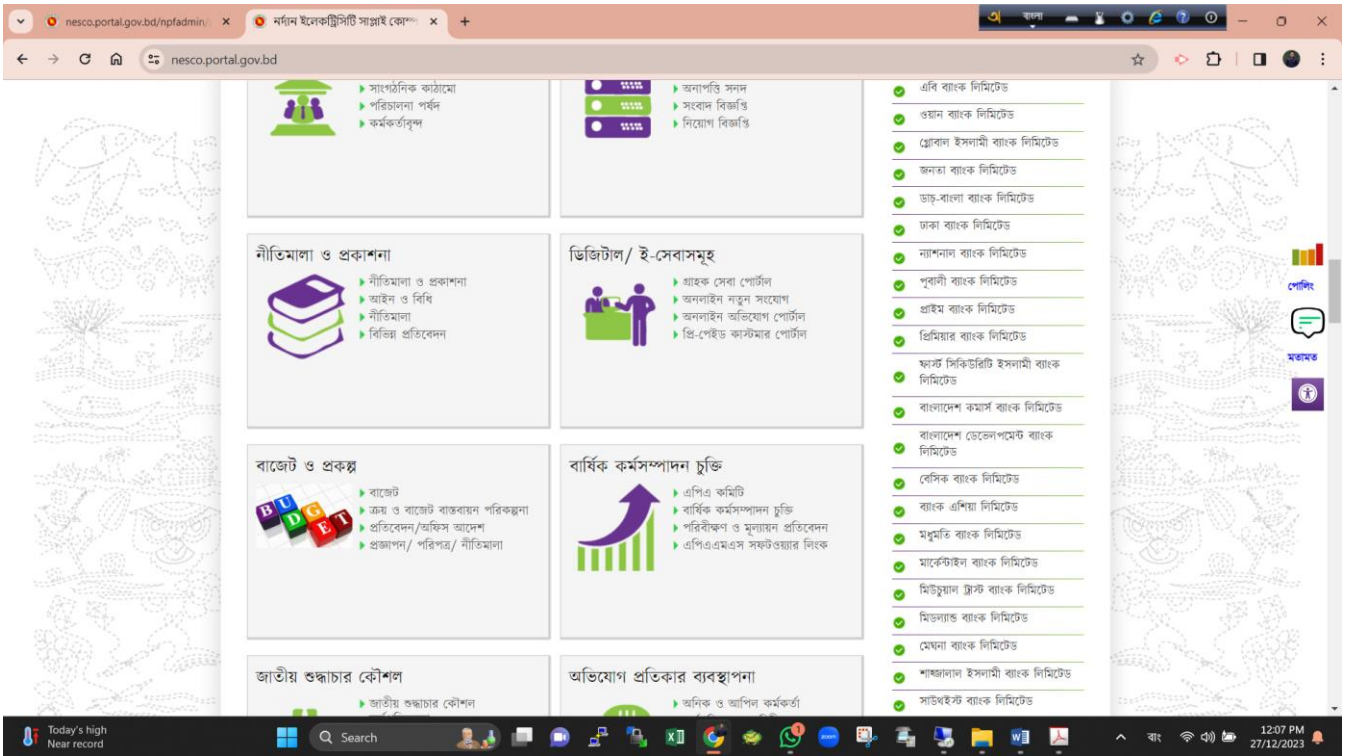 nesco.portal.gov.bd/npfadmin/
নর্দান ইলেকট্রিসিটি সাপ্লাই কোম্প
বাংলা
nesco.portal.gov.bd
সাংগঠনিক কাঠামো
পরিচালনা পর্ষদ
কর্মকর্তাবৃন্দ
অনাপত্তি সনদ
সংবাদ বিজ্ঞপ্তি
নিয়োগ বিজ্ঞপ্তি
নীতিমালা ও প্রকাশনা
নীতিমালা ও প্রকাশনা
আইন ও বিধি
নীতিমালা
বিভিন্ন প্রতিবেদন
ডিজিটাল/ ই-সেবাসমূহ
গ্রাহক সেবা পোর্টাল
অনলাইন নতুন সংযোগ
অনলাইন অভিযোগ পোর্টাল
প্রি-পেইড কাস্টমার পোর্টাল
বাজেট ও প্রকল্প
BUDGET
বাজেট
ক্রয় ও বাজেট বাস্তবায়ন পরিকল্পনা
প্রতিবেদন/অফিস আদেশ
প্রজ্ঞাপন/ পরিপত্র/ নীতিমালা
বার্ষিক কর্মসম্পাদন চুক্তি
এপিএ কমিটি
বার্ষিক কর্মসম্পাদন চুক্তি
পরিবীক্ষণ ও মূল্যায়ন প্রতিবেদন
এপিএএমএস সফটওয়্যার লিংক
জাতীয় শুদ্ধাচার কৌশল
জাতীয় শুদ্ধাচার কৌশল
অভিযোগ প্রতিকার ব্যবস্থাপনা
অনিক ও আপিল কর্মকর্তা
এবি ব্যাংক লিমিটেড
ওয়ান ব্যাংক লিমিটেড
গ্লোবাল ইসলামী ব্যাংক লিমিটেড
জনতা ব্যাংক লিমিটেড
ডাচ্-বাংলা ব্যাংক লিমিটেড
ঢাকা ব্যাংক লিমিটেড
ন্যাশনাল ব্যাংক লিমিটেড
পূবালী ব্যাংক লিমিটেড
প্রাইম ব্যাংক লিমিটেড
প্রিমিয়ার ব্যাংক লিমিটেড
ফার্স্ট সিকিউরিটি ইসলামী ব্যাংক
লিমিটেড
বাংলাদেশ কমার্স ব্যাংক লিমিটেড
বাংলাদেশ ডেভেলপমেন্ট ব্যাংক
লিমিটেড
বেসিক ব্যাংক লিমিটেড
ব্যাংক এশিয়া লিমিটেড
মধুমতি ব্যাংক লিমিটেড
মার্কেন্টাইল ব্যাংক লিমিটেড
মিউচুয়াল ট্রাস্ট ব্যাংক লিমিটেড
মিডল্যান্ড ব্যাংক লিমিটেড
মেঘনা ব্যাংক লিমিটেড
শাহ্জালাল ইসলামী ব্যাংক লিমিটেড
সাউথইস্ট ব্যাংক লিমিটেড
পোলিং
মতামত
Today's high
Near record
Search
zoom
বাং
12:07 PM
27/12/2023